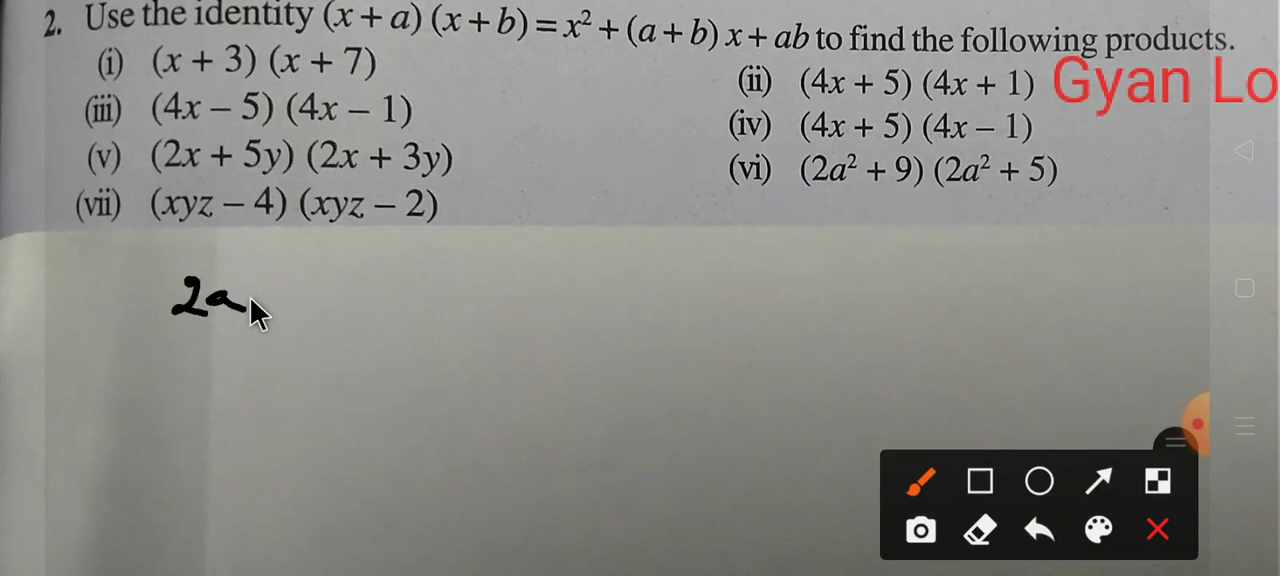 2. Use the identity (x + a) (x + b) = x² + (a + b) x + ab to find the following products.
(i) (x + 3) (x + 7)
(ii) (4x + 5) (4x + 1)
Gyan Lo
(iii) (4x – 5) (4x – 1)
(iv) (4x + 5) (4x – 1)
(v) (2x + 5y) (2x + 3y)
(vi) (2a² + 9) (2a² + 5)
(vii) (xyz – 4) (xyz – 2)
2a